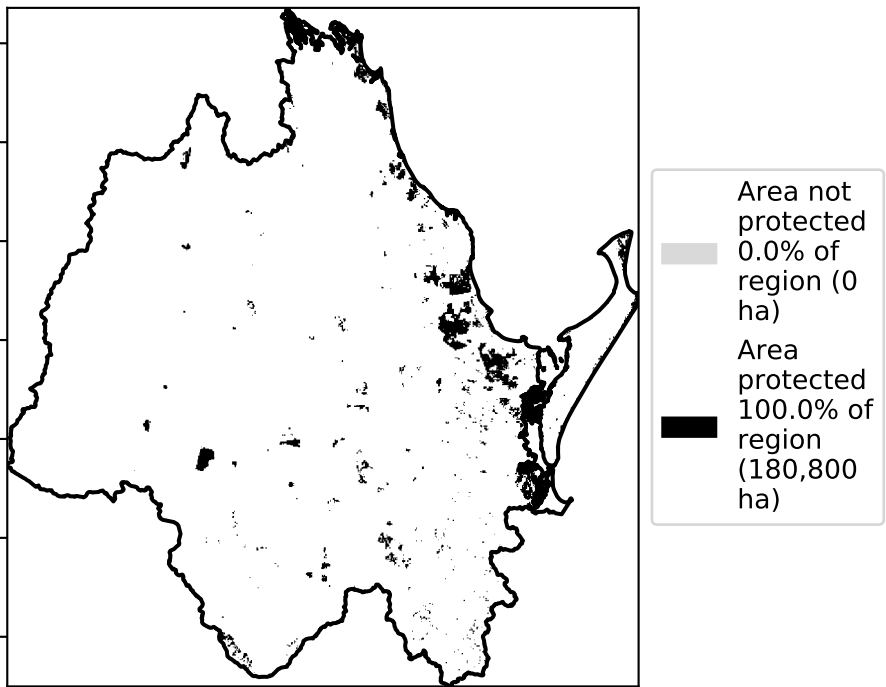 Area not
protected
0.0% of
region (0
ha)
Area
protected
100.0% of
region
(180,800
ha)